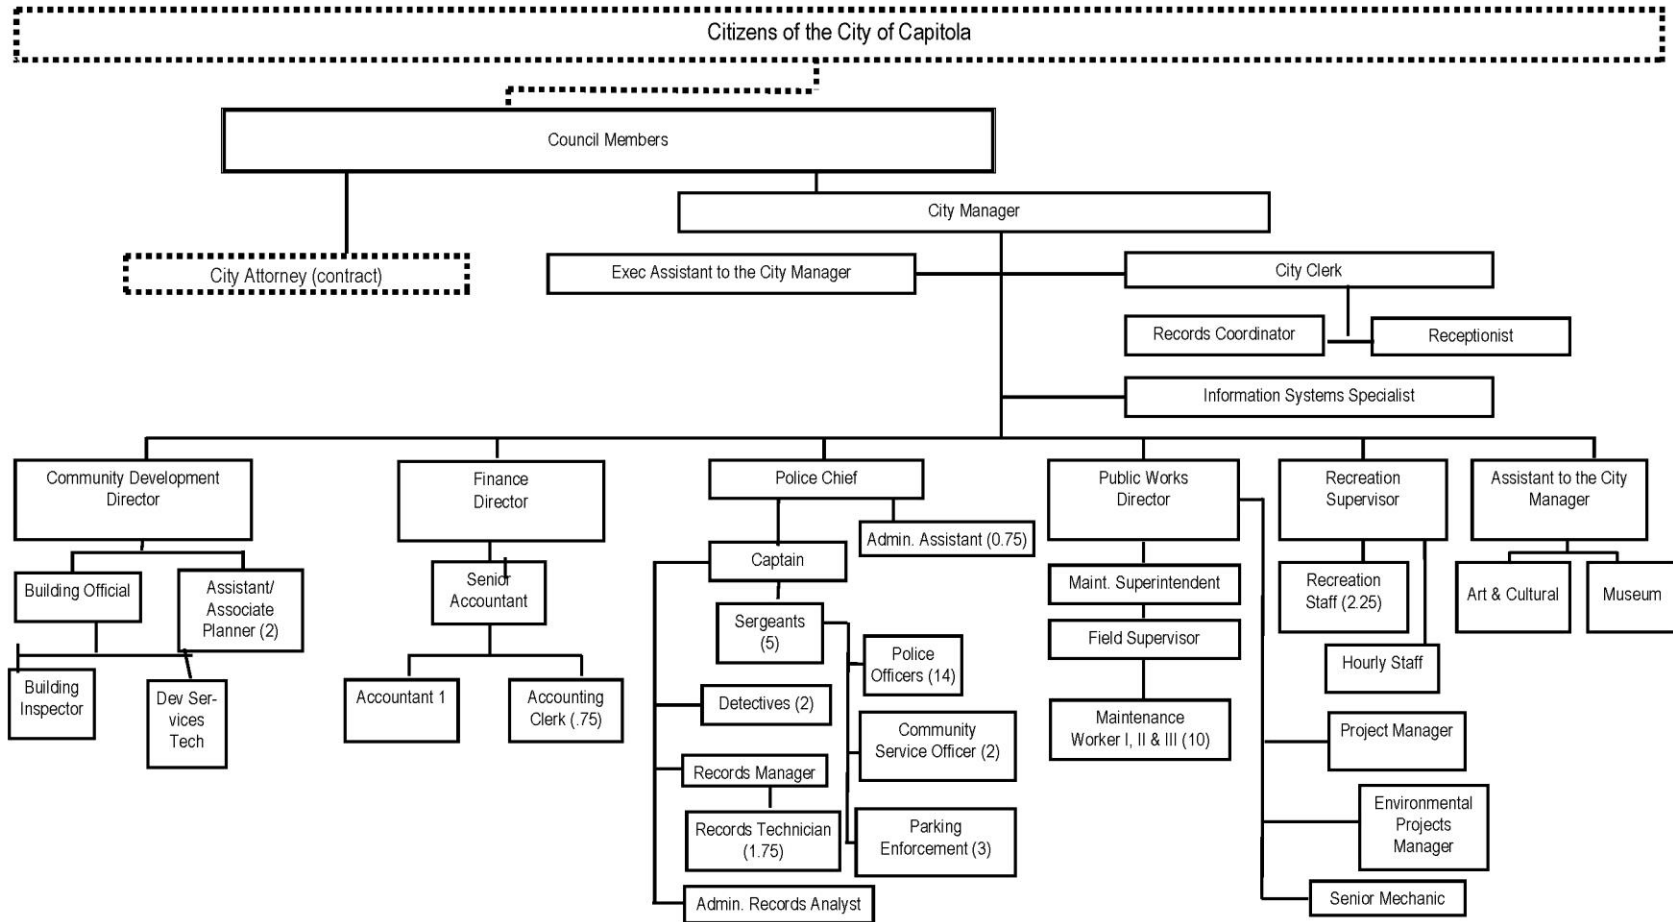 Citizens of the City of Capitola
Council Members
City Manager
City Attorney (contract)
Exec Assistant to the City Manager
City Clerk
Records Coordinator
Receptionist
Information Systems Specialist
Community Development
Director
Finance
Director
Police Chief
Public Works
Director
Recreation
Supervisor
Assistant to the City
Manager
Building Official
Assistant/
Associate
Planner (2)
Building
Inspector
Dev Ser-
vices
Tech
Senior
Accountant
Accountant 1
Accounting
Clerk (.75)
Admin. Assistant (0.75)
Captain
Sergeants
(5)
Police
Officers (14)
Detectives (2)
Community
Service Officer (2)
Records Manager
Records Technician
(1.75)
Parking
Enforcement (3)
Admin. Records Analyst
Maint. Superintendent
Field Supervisor
Maintenance
Worker I, II & III (10)
Recreation
Staff (2.25)
Hourly Staff
Project Manager
Environmental
Projects
Manager
Senior Mechanic
Art & Cultural
Museum